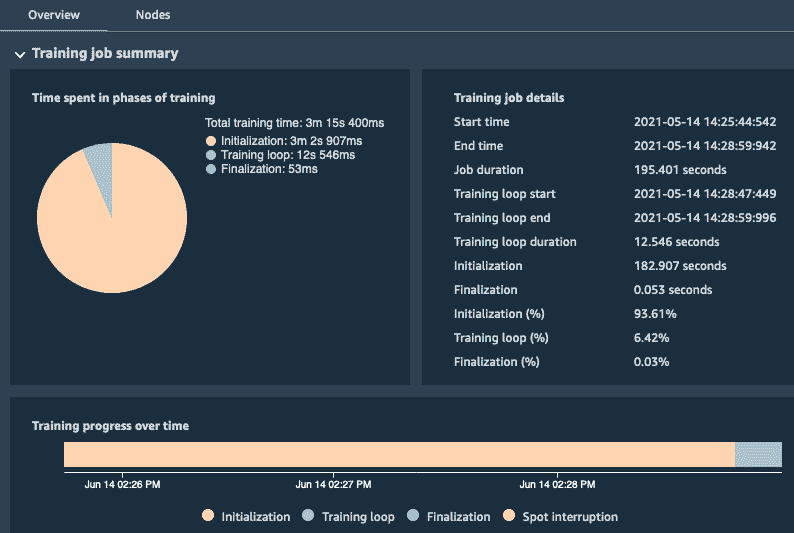 Overview Nodes
Training job summary
Time spent in phases of training
Total training time: 3m 15s 400ms
Initialization: 3m 2s 907ms
Training loop: 12s 546ms
Finalization: 53ms
Training job details
Start time 2021-05-14 14:25:44:542
End time 2021-05-14 14:28:59:942
Job duration 195.401 seconds
Training loop start 2021-05-14 14:28:47:449
Training loop end 2021-05-14 14:28:59:996
Training loop duration 12.546 seconds
Initialization 182.907 seconds
Finalization 0.053 seconds
Initialization (%) 93.61%
Training loop (%) 6.42%
Finalization (%) 0.03%
Training progress over time
Jun 14 02:26 PM Jun 14 02:27 PM Jun 14 02:28 PM
Initialization Training loop Finalization Spot interruption